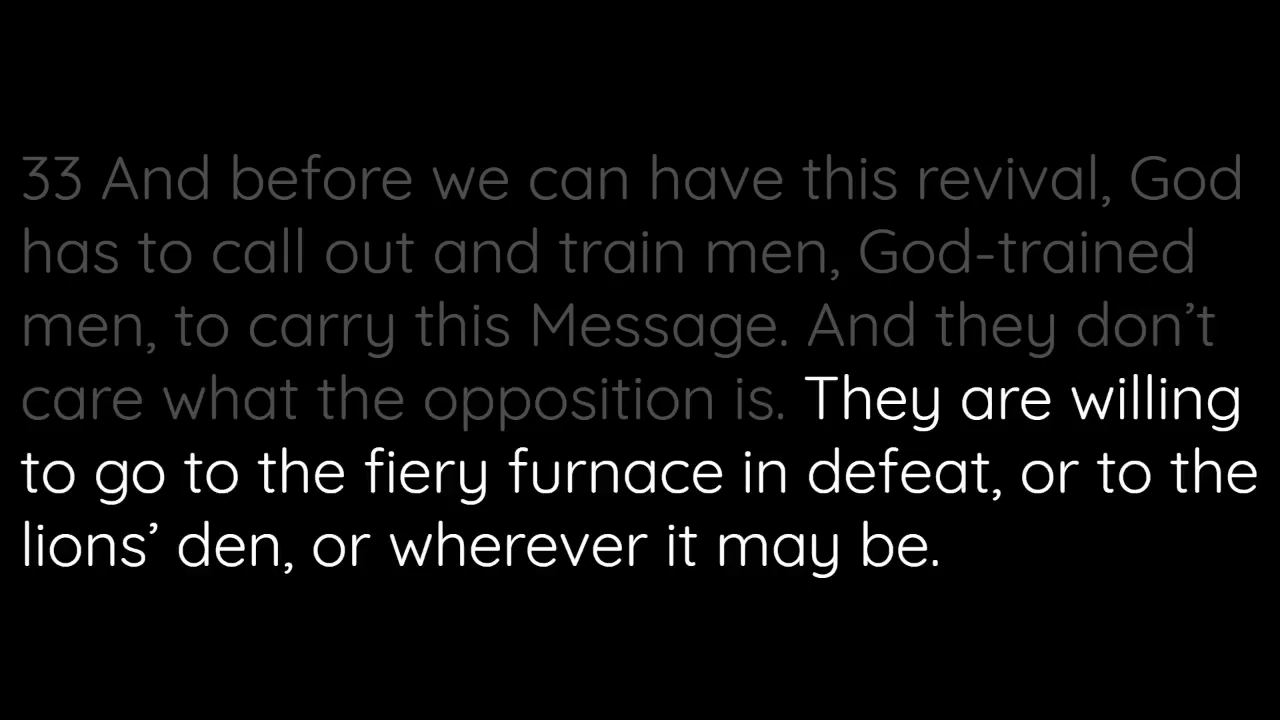 33 And before we can have this revival, God
has to call out and train men, God-trained
men, to carry this Message. And they don’t
care what the opposition is. They are willing
to go to the fiery furnace in defeat, or to the
lions’ den, or wherever it may be.